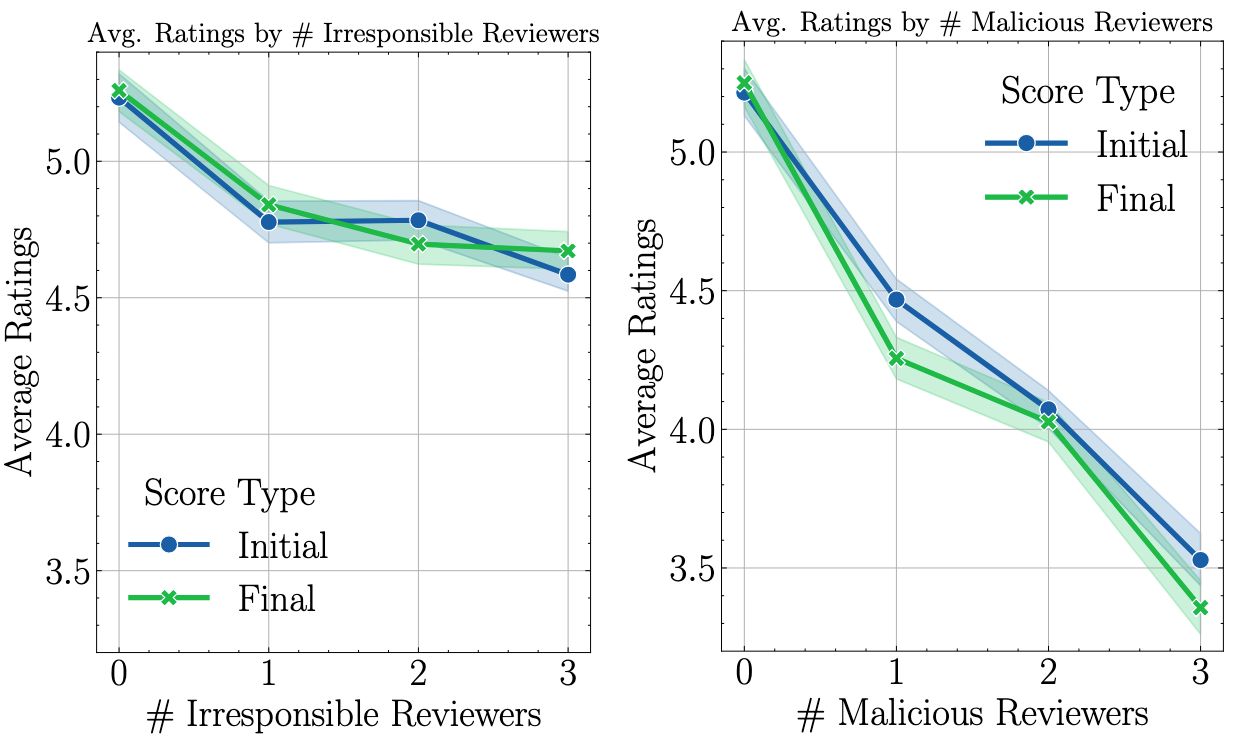 Avg. Ratings by # Irresponsible Reviewers
Average Ratings
5.0
4.5
4.0
3.5
Score Type
Initial
Final
0 1 2 3
# Irresponsible Reviewers
Avg. Ratings by # Malicious Reviewers
Average Ratings
5.0
4.5
4.0
3.5
Score Type
Initial
Final
0 1 2 3
# Malicious Reviewers